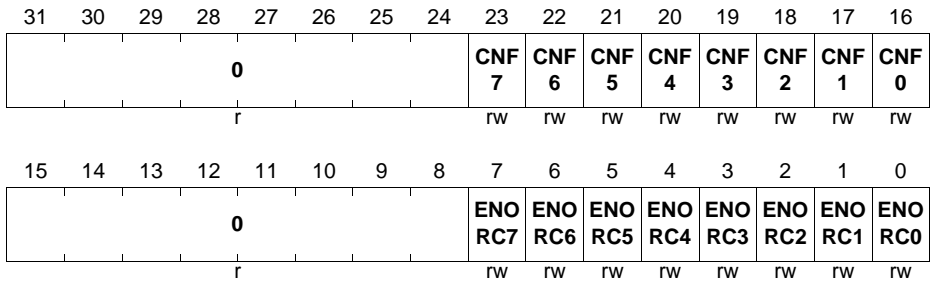 31 30 29 28 27 26 25 24 23 22 21 20 19 18 17 16
0 CNF 7 CNF 6 CNF 5 CNF 4 CNF 3 CNF 2 CNF 1 CNF 0
r rw rw rw rw rw rw rw rw
15 14 13 12 11 10 9 8 7 6 5 4 3 2 1 0
0 ENO RC7 ENO RC6 ENO RC5 ENO RC4 ENO RC3 ENO RC2 ENO RC1 ENO RC0
r rw rw rw rw rw rw rw rw